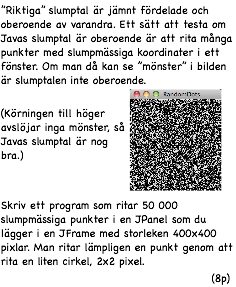 "Riktiga" slumptal är jämnt fördelade och
oberoende av varandra. Ett sätt att testa om
Javas slumptal är oberoende är att rita många
punkter med slumpmässiga koordinater i ett
fönster. Om man då kan se "mönster" i bilden
är slumptalen inte oberoende.
RandomDots
(Körningen till höger
avslöjar inga mönster, så
Javas slumptal är nog
bra.)
Skriv ett program som ritar 50 000
slumpmässiga punkter i en JPanel som du
lägger i en JFrame med storleken 400x400
pixlar. Man ritar lämpligen en punkt genom att
rita en liten cirkel, 2x2 pixel.
(8p)